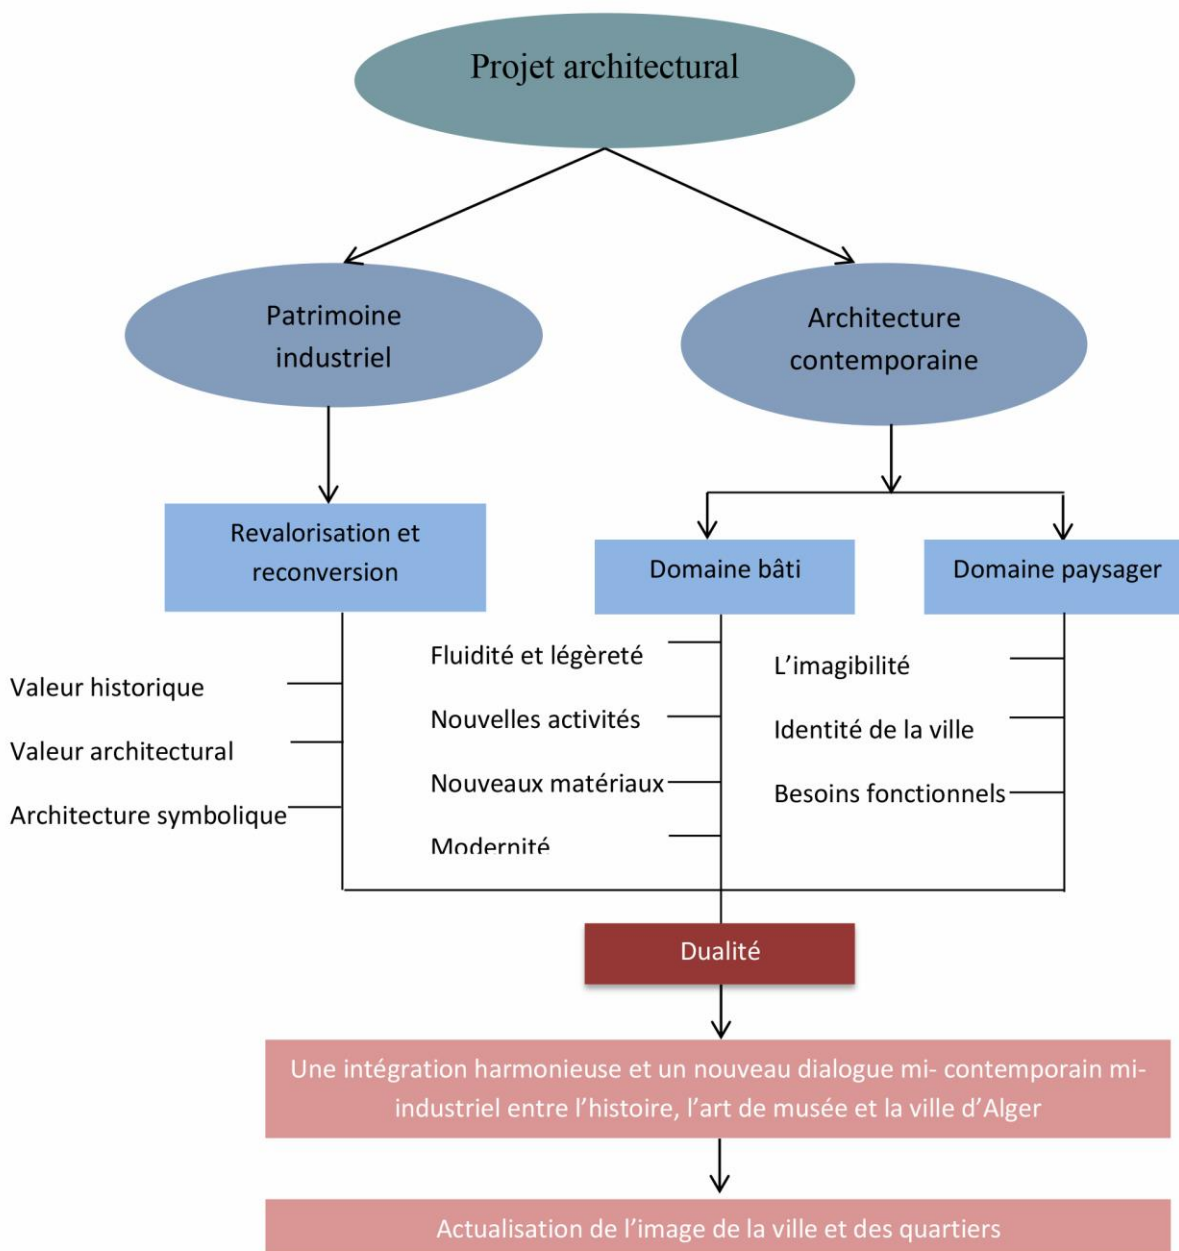 Projet architectural
Patrimoine
industriel
Architecture
contemporaine
Revalorisation et
reconversion
Domaine bâti
Domaine paysager
Valeur historique
Valeur architectural
Architecture symbolique
Fluidité et légèreté
Nouvelles activités
Nouveaux matériaux
Modernité
L’imagibilité
Identité de la ville
Besoins fonctionnels
Dualité
Une intégration harmonieuse et un nouveau dialogue mi- contemporain mi-
industriel entre l’histoire, l’art de musée et la ville d’Alger
Actualisation de l’image de la ville et des quartiers